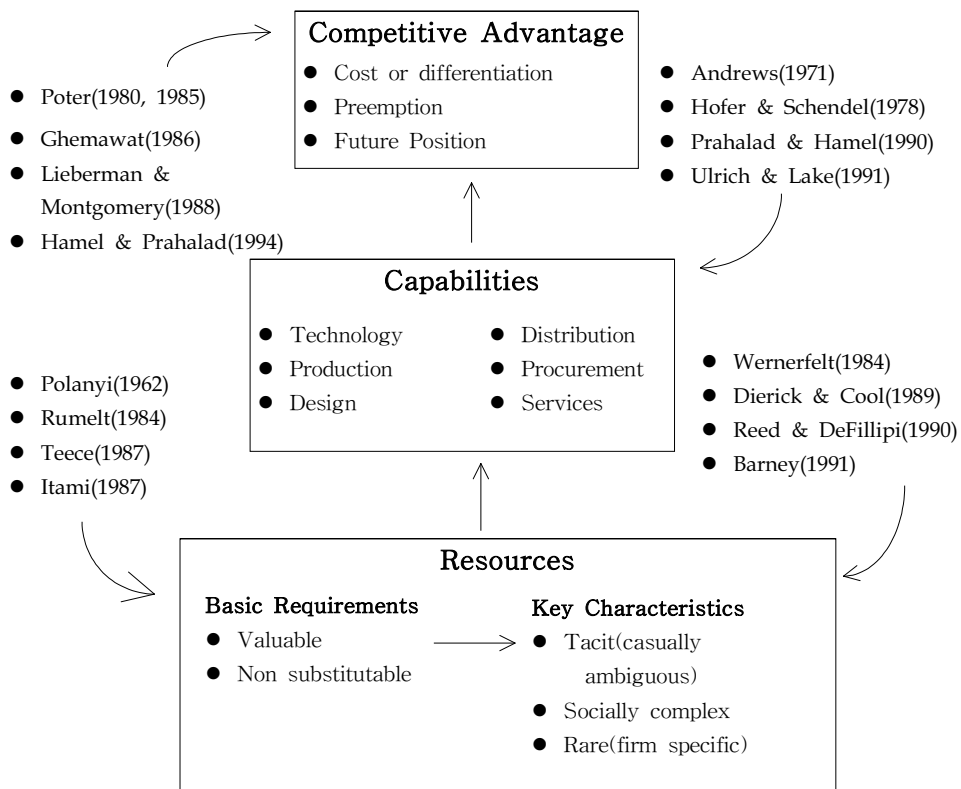 Competitive Advantage
● Cost or differentiation
● Preemption
● Future Position
● Poter(1980, 1985)
● Ghemawat(1986)
● Lieberman &
Montgomery(1988)
● Hamel & Prahalad(1994)
● Andrews(1971)
● Hofer & Schendel(1978)
● Prahalad & Hamel(1990)
● Ulrich & Lake(1991)
Capabilities
● Technology
● Production
● Design
● Distribution
● Procurement
● Services
● Polanyi(1962)
● Rumelt(1984)
● Teece(1987)
● Itami(1987)
● Wernerfelt(1984)
● Dierick & Cool(1989)
● Reed & DeFillipi(1990)
● Barney(1991)
Resources
Basic Requirements
● Valuable
● Non substitutable
Key Characteristics
● Tacit(casually
ambiguous)
● Socially complex
● Rare(firm specific)